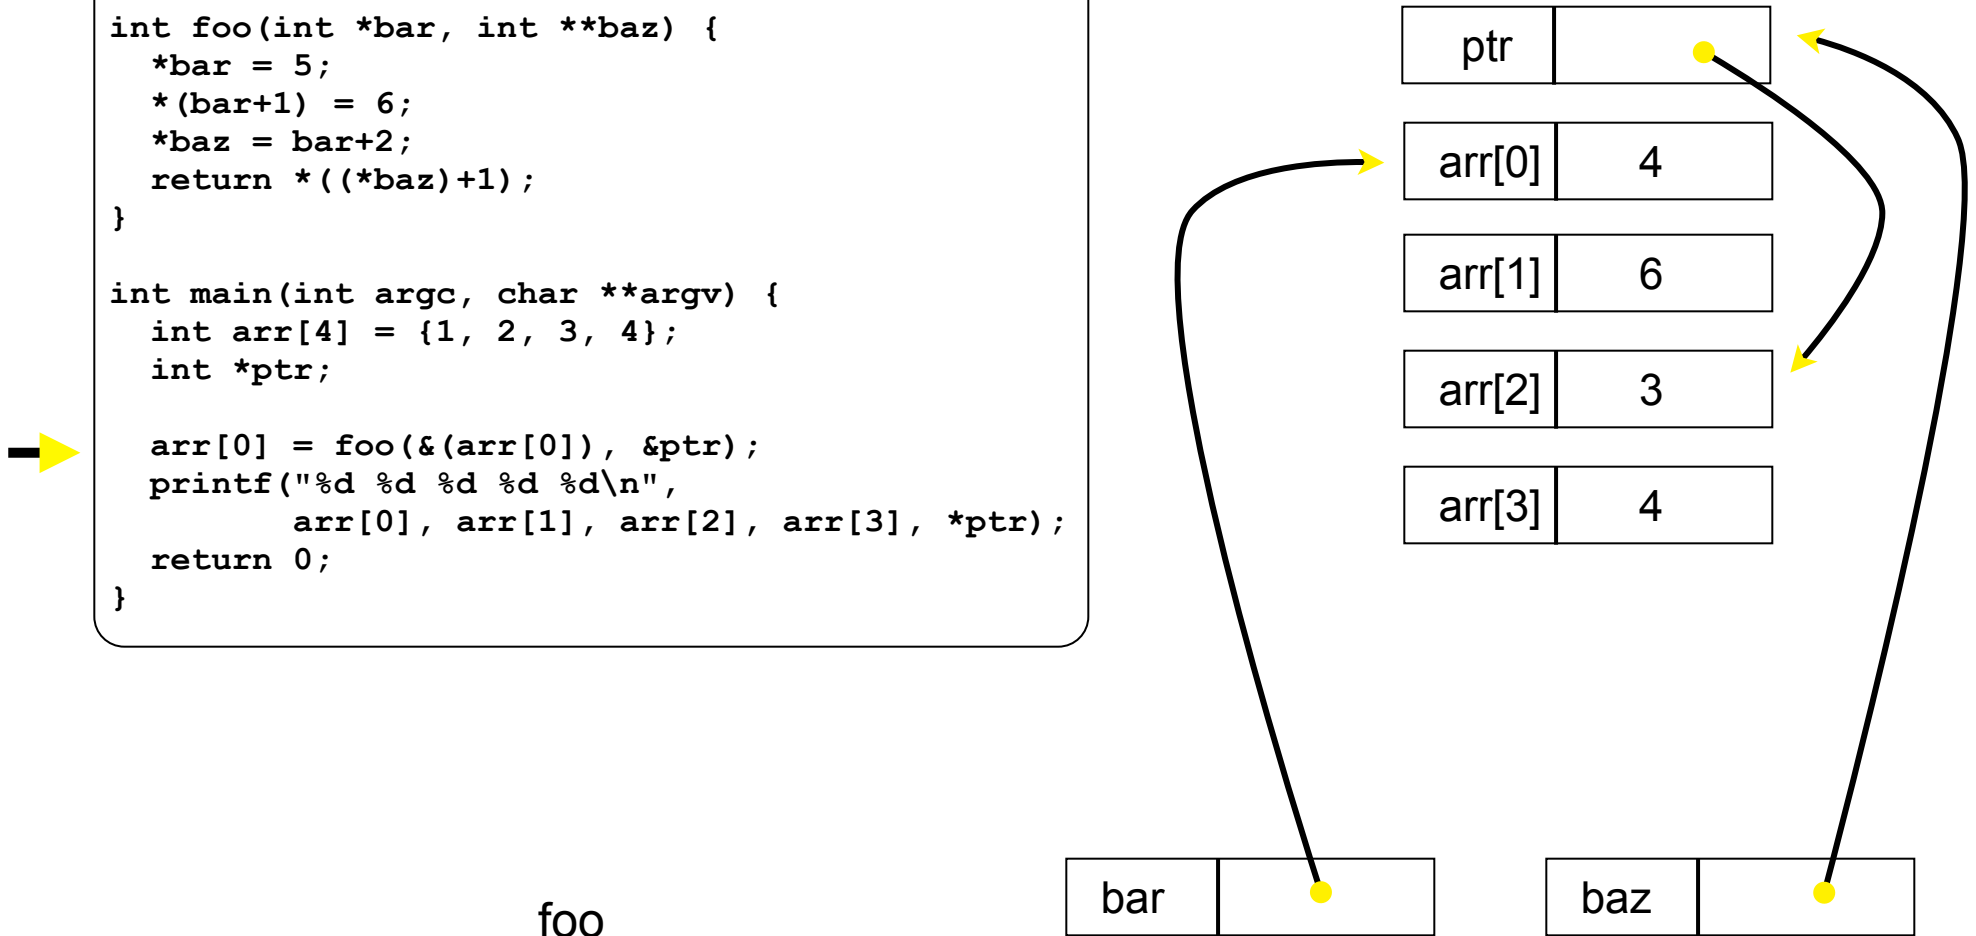 int foo(int *bar, int **baz) {
  *bar = 5;
  *(bar+1) = 6;
  *baz = bar+2;
  return *((*baz)+1);
}
int main(int argc, char **argv) {
  int arr[4] = {1, 2, 3, 4};
  int *ptr;
  arr[0] = foo(&(arr[0]), &ptr);
  printf("%d %d %d %d %d\n",
         arr[0], arr[1], arr[2], arr[3], *ptr);
  return 0;
}
ptr
arr[0] 4
arr[1] 6
arr[2] 3
arr[3] 4
foo
bar
baz